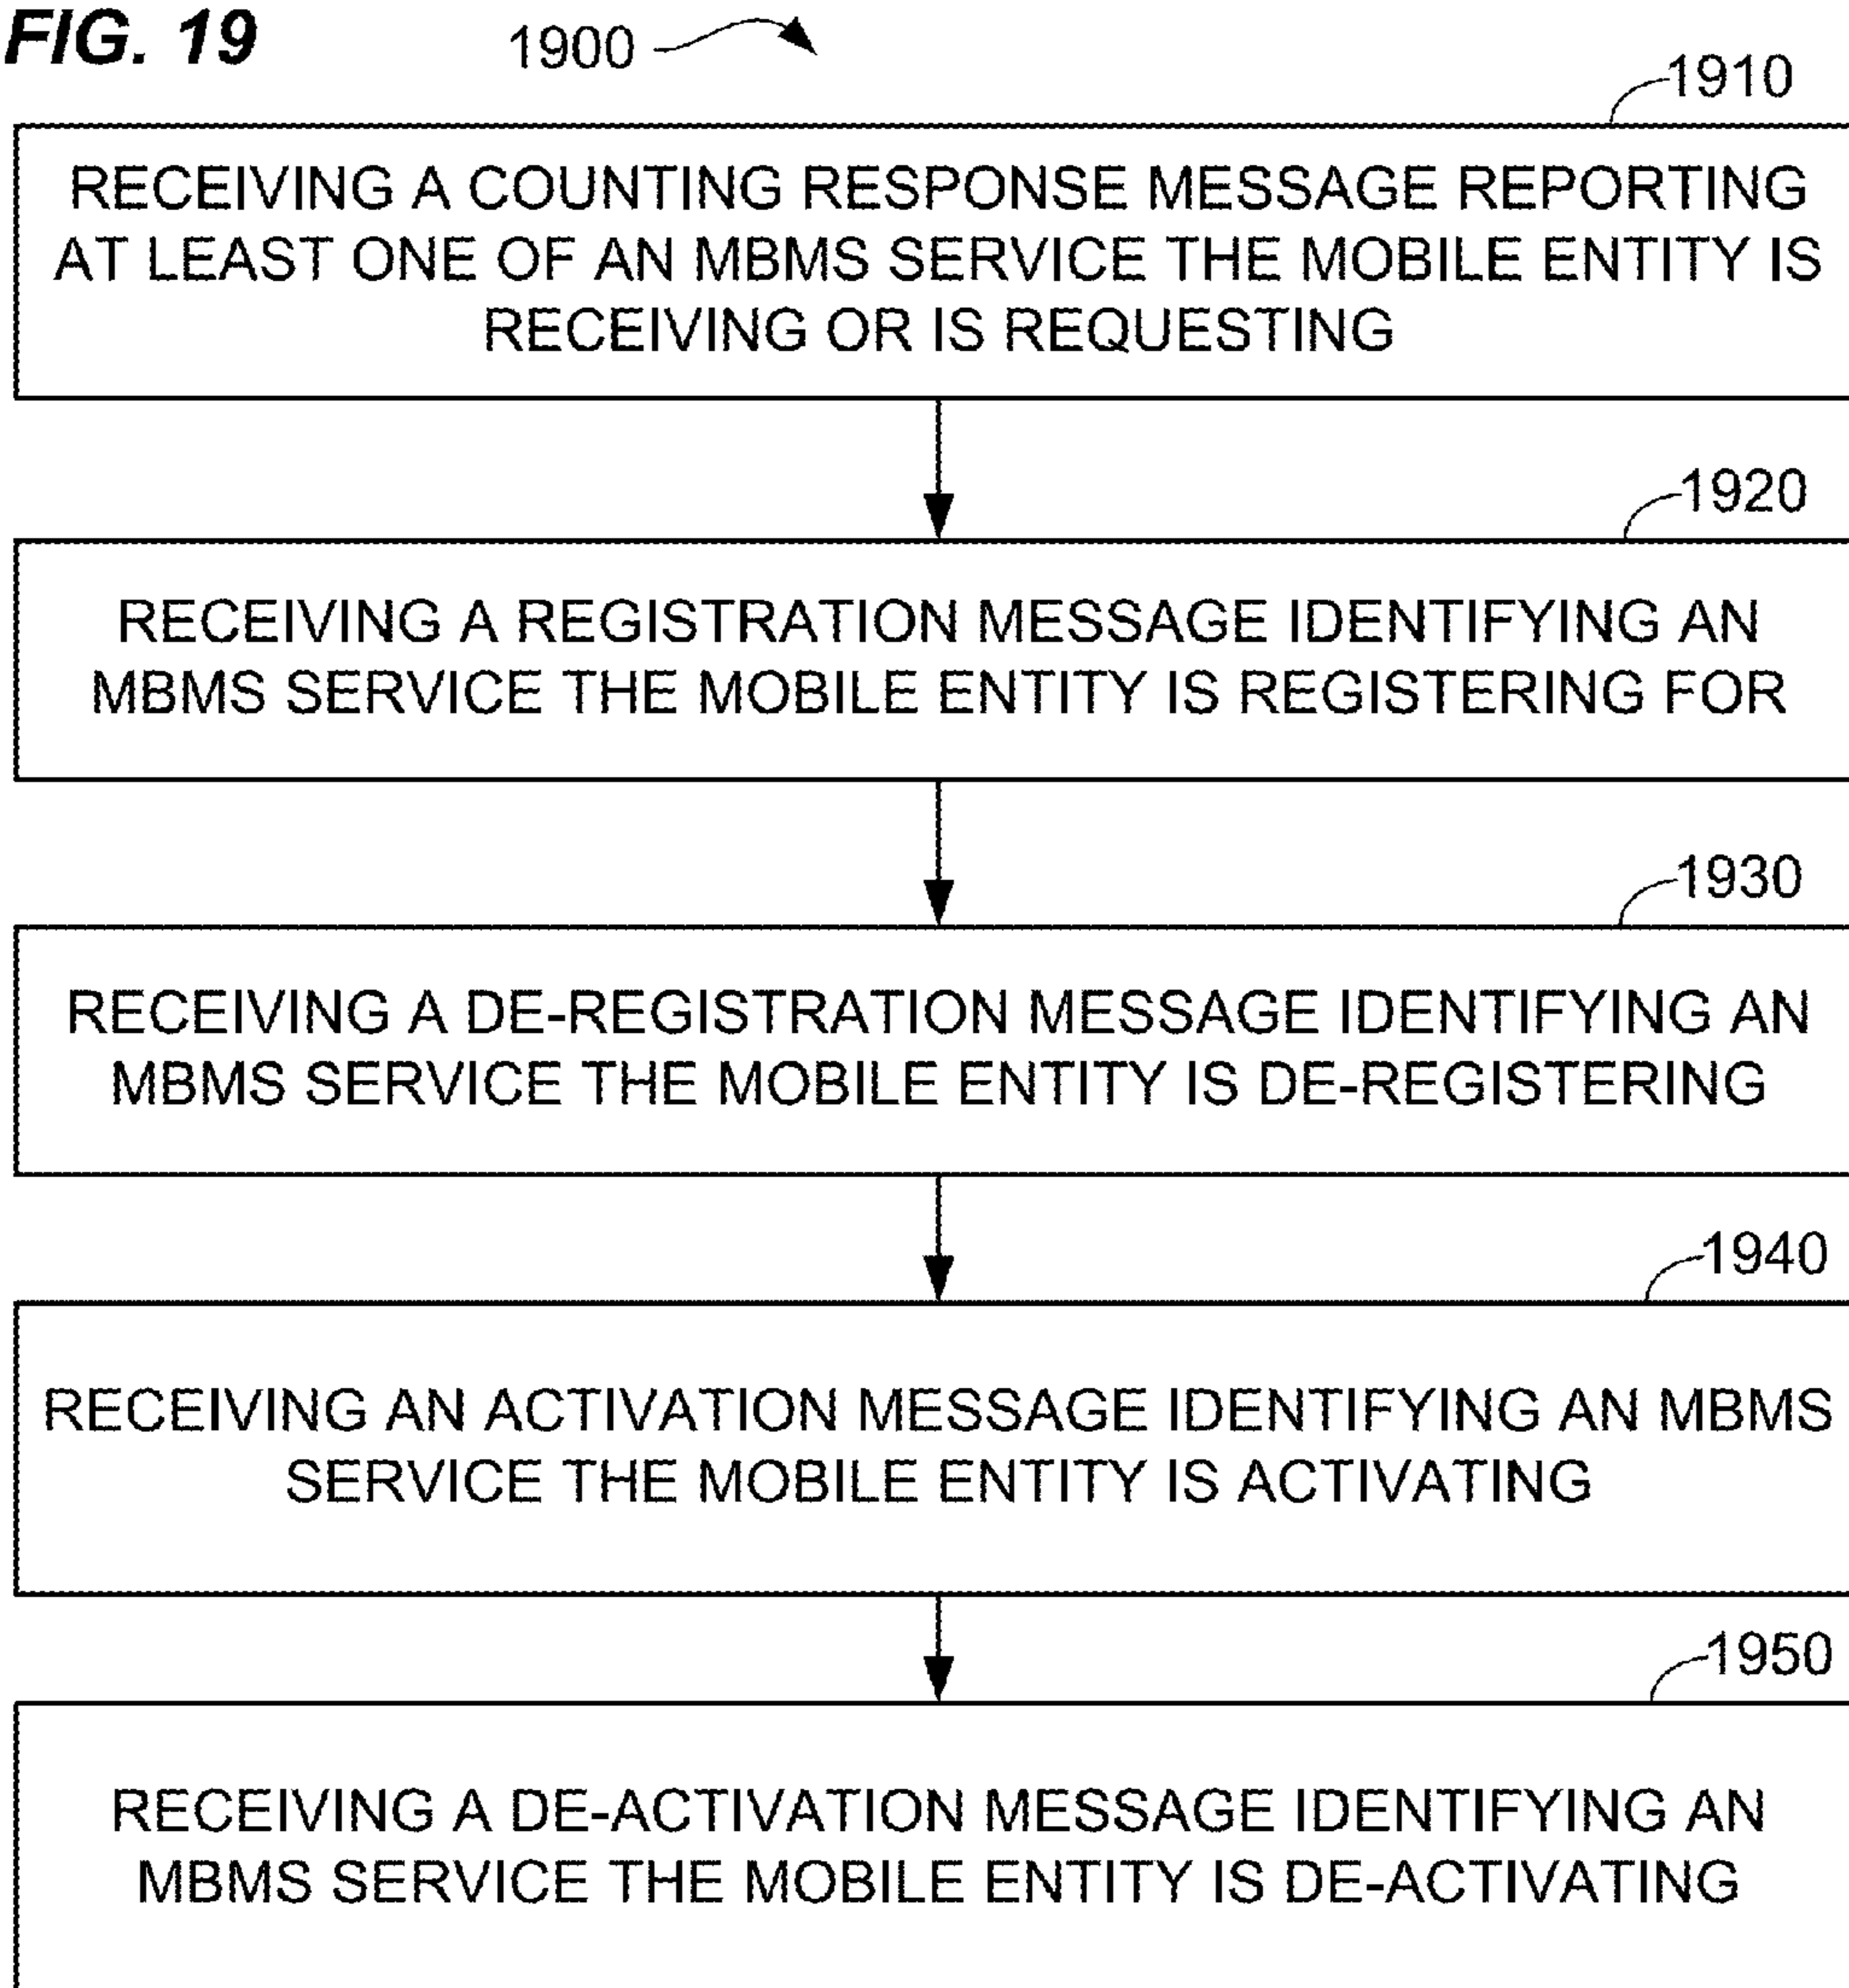 FIG. 19
1900
1910
RECEIVING A COUNTING RESPONSE MESSAGE REPORTING
AT LEAST ONE OF AN MBMS SERVICE THE MOBILE ENTITY IS
RECEIVING OR IS REQUESTING
1920
RECEIVING A REGISTRATION MESSAGE IDENTIFYING AN
MBMS SERVICE THE MOBILE ENTITY IS REGISTERING FOR
1930
RECEIVING A DE-REGISTRATION MESSAGE IDENTIFYING AN
MBMS SERVICE THE MOBILE ENTITY IS DE-REGISTERING
1940
RECEIVING AN ACTIVATION MESSAGE IDENTIFYING AN MBMS
SERVICE THE MOBILE ENTITY IS ACTIVATING
1950
RECEIVING A DE-ACTIVATION MESSAGE IDENTIFYING AN
MBMS SERVICE THE MOBILE ENTITY IS DE-ACTIVATING